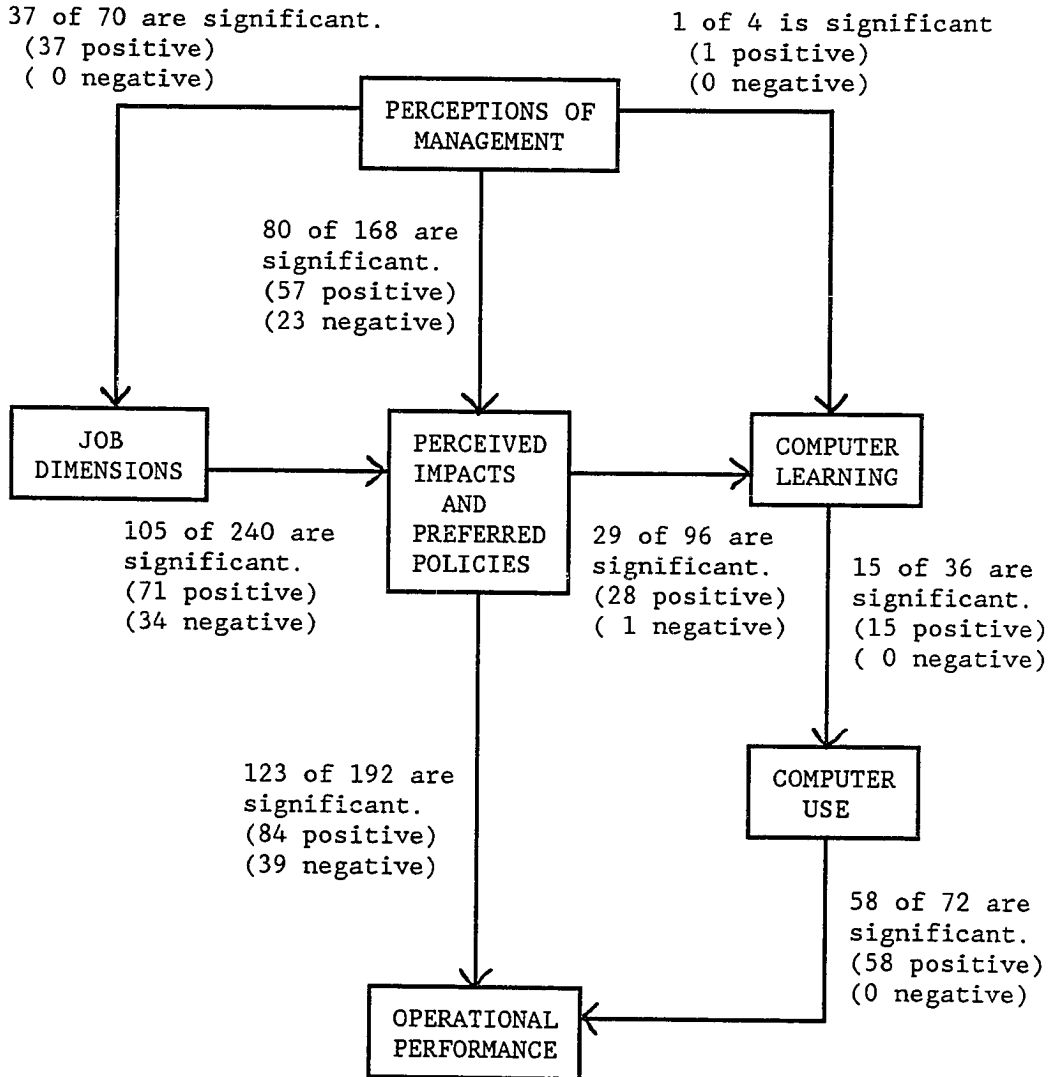 37 of 70 are significant.
(37 positive)
( 0 negative)
1 of 4 is significant
(1 positive)
(0 negative)
PERCEPTIONS OF
MANAGEMENT
80 of 168 are
significant.
(57 positive)
(23 negative)
JOB
DIMENSIONS
PERCEIVED
IMPACTS
AND
PREFERRED
POLICIES
COMPUTER
LEARNING
105 of 240 are
significant.
(71 positive)
(34 negative)
29 of 96 are
significant.
(28 positive)
( 1 negative)
15 of 36 are
significant.
(15 positive)
( 0 negative)
COMPUTER
USE
123 of 192 are
significant.
(84 positive)
(39 negative)
58 of 72 are
significant.
(58 positive)
(0 negative)
OPERATIONAL
PERFORMANCE